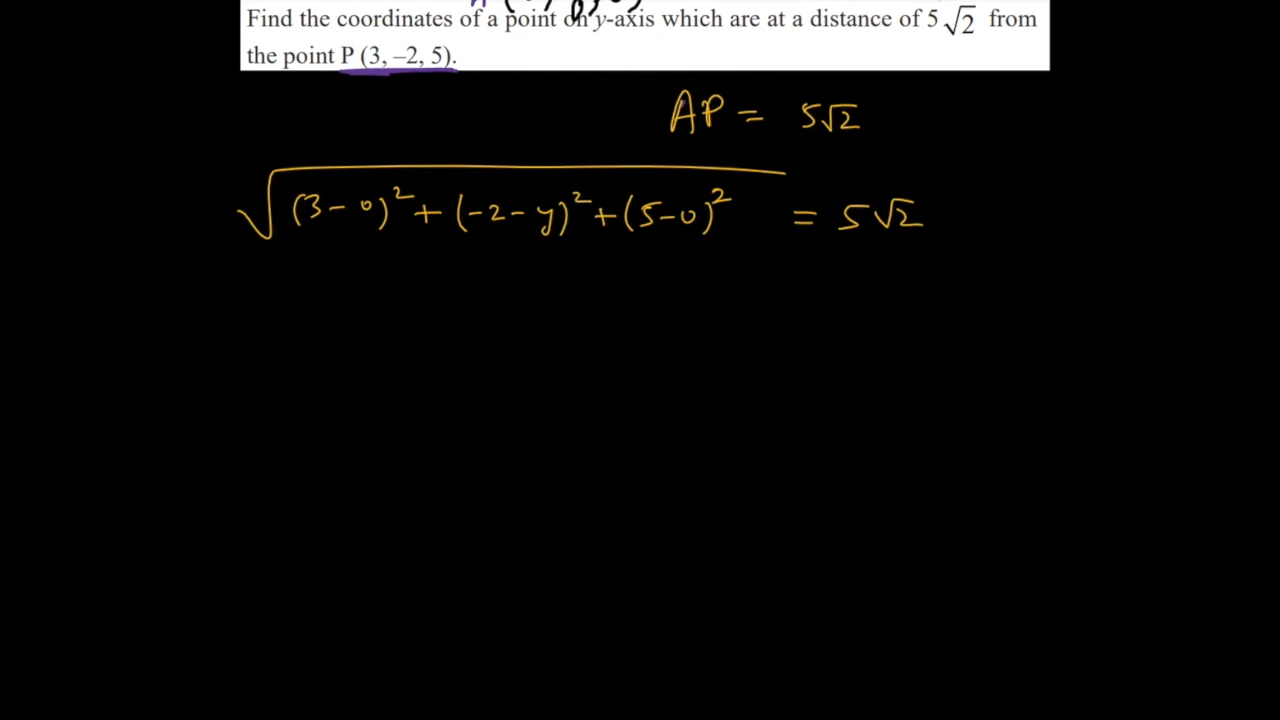 Find the coordinates of a point on y-axis which are at a distance of 5√2 from
the point P (3, –2, 5).
AP = 5√2
√((3-0)² + (-2-y)² + (5-0)²) = 5√2